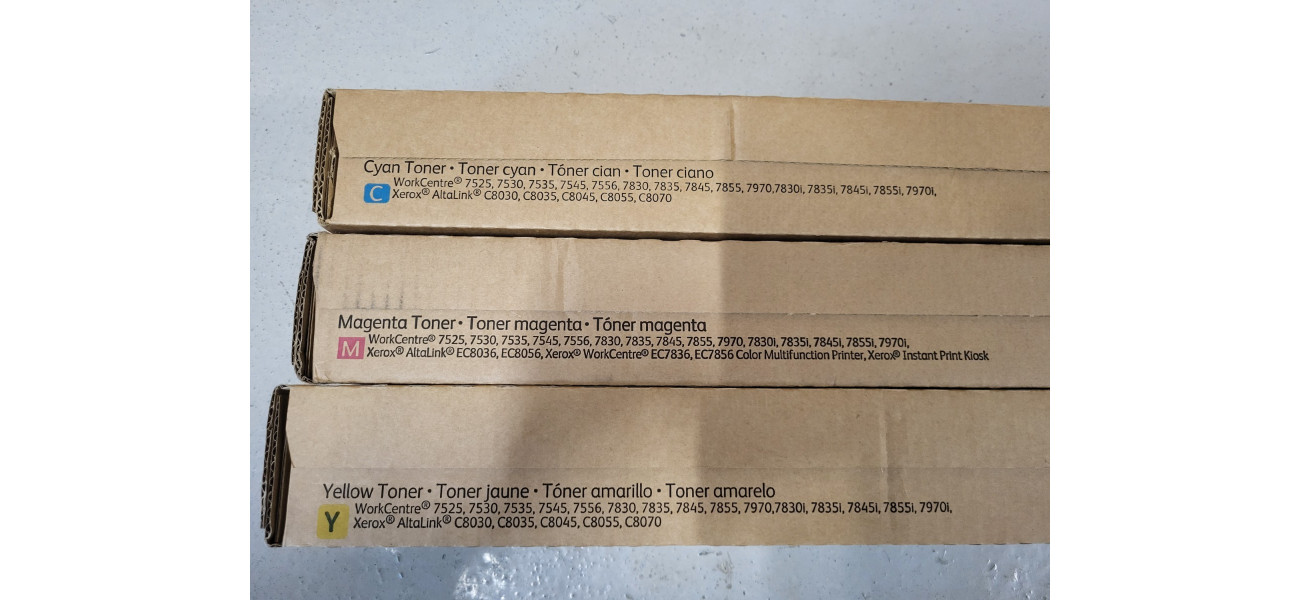 Cyan Toner • Toner cyan • Tóner cian • Toner ciano
C
WorkCentre® 7525, 7530, 7535, 7545, 7556, 7830, 7835, 7845, 7855, 7970,7830i, 7835i, 7845i, 7855i, 7970i,
Xerox® AltaLink® C8030, C8035, C8045, C8055, C8070
Magenta Toner • Toner magenta • Tóner magenta
M
WorkCentre® 7525, 7530, 7535, 7545, 7556, 7830, 7835, 7845, 7855, 7970, 7830i, 7835i, 7845i, 7855i, 7970i,
Xerox® AltaLink® EC8036, EC8056, Xerox® WorkCentre® EC7836, EC7856 Color Multifunction Printer, Xerox® Instant Print Kiosk
Yellow Toner • Toner jaune • Tóner amarillo • Toner amarelo
Y
WorkCentre® 7525, 7530, 7535, 7545, 7556, 7830, 7835, 7845, 7855, 7970,7830i, 7835i, 7845i, 7855i, 7970i,
Xerox® AltaLink® C8030, C8035, C8045, C8055, C8070